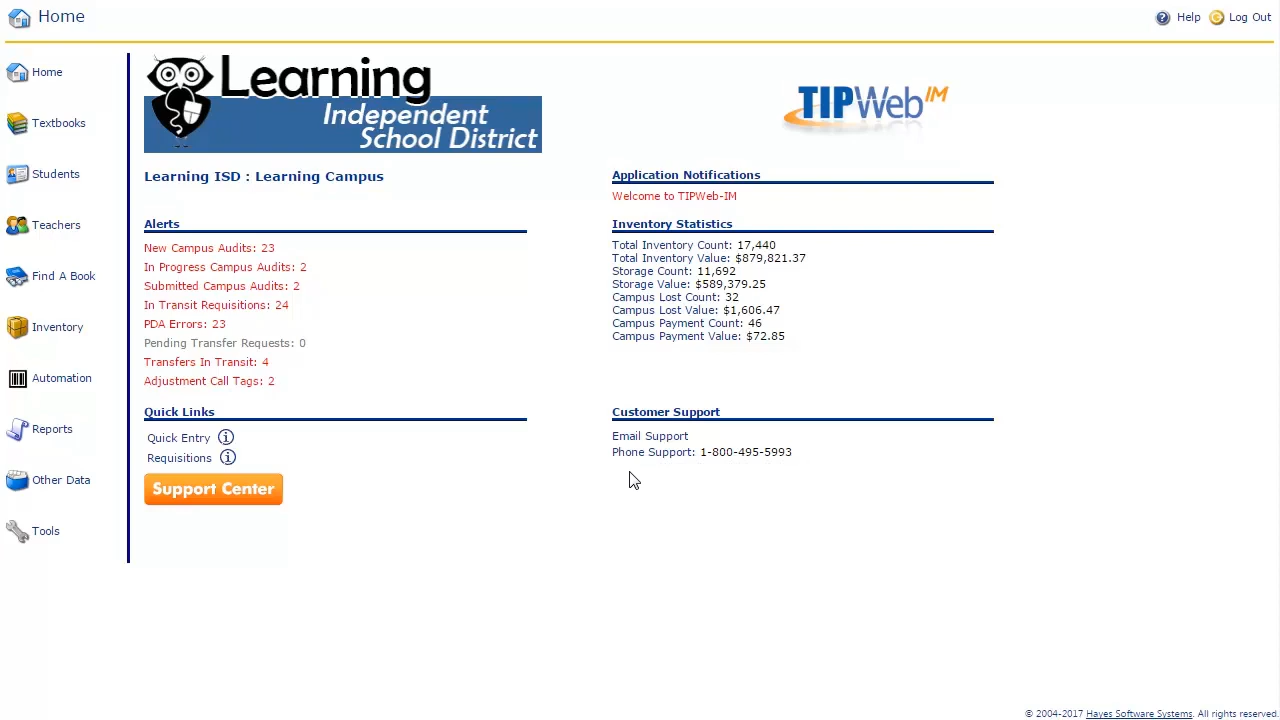 Home
Help
Log Out
Home
Textbooks
Students
Teachers
Find A Book
Inventory
Automation
Reports
Other Data
Tools
Learning
Independent
School District
TIPWebIM
Learning ISD : Learning Campus
Alerts
New Campus Audits: 23
In Progress Campus Audits: 2
Submitted Campus Audits: 2
In Transit Requisitions: 24
PDA Errors: 23
Pending Transfer Requests: 0
Transfers In Transit: 4
Adjustment Call Tags: 2
Quick Links
Quick Entry
Requisitions
Support Center
Application Notifications
Welcome to TIPWeb-IM
Inventory Statistics
Total Inventory Count: 17,440
Total Inventory Value: $879,821.37
Storage Count: 11,692
Storage Value: $589,379.25
Campus Lost Count: 32
Campus Lost Value: $1,606.47
Campus Payment Count: 46
Campus Payment Value: $72.85
Customer Support
Email Support
Phone Support: 1-800-495-5993
© 2004-2017 Hayes Software Systems. All rights reserved.